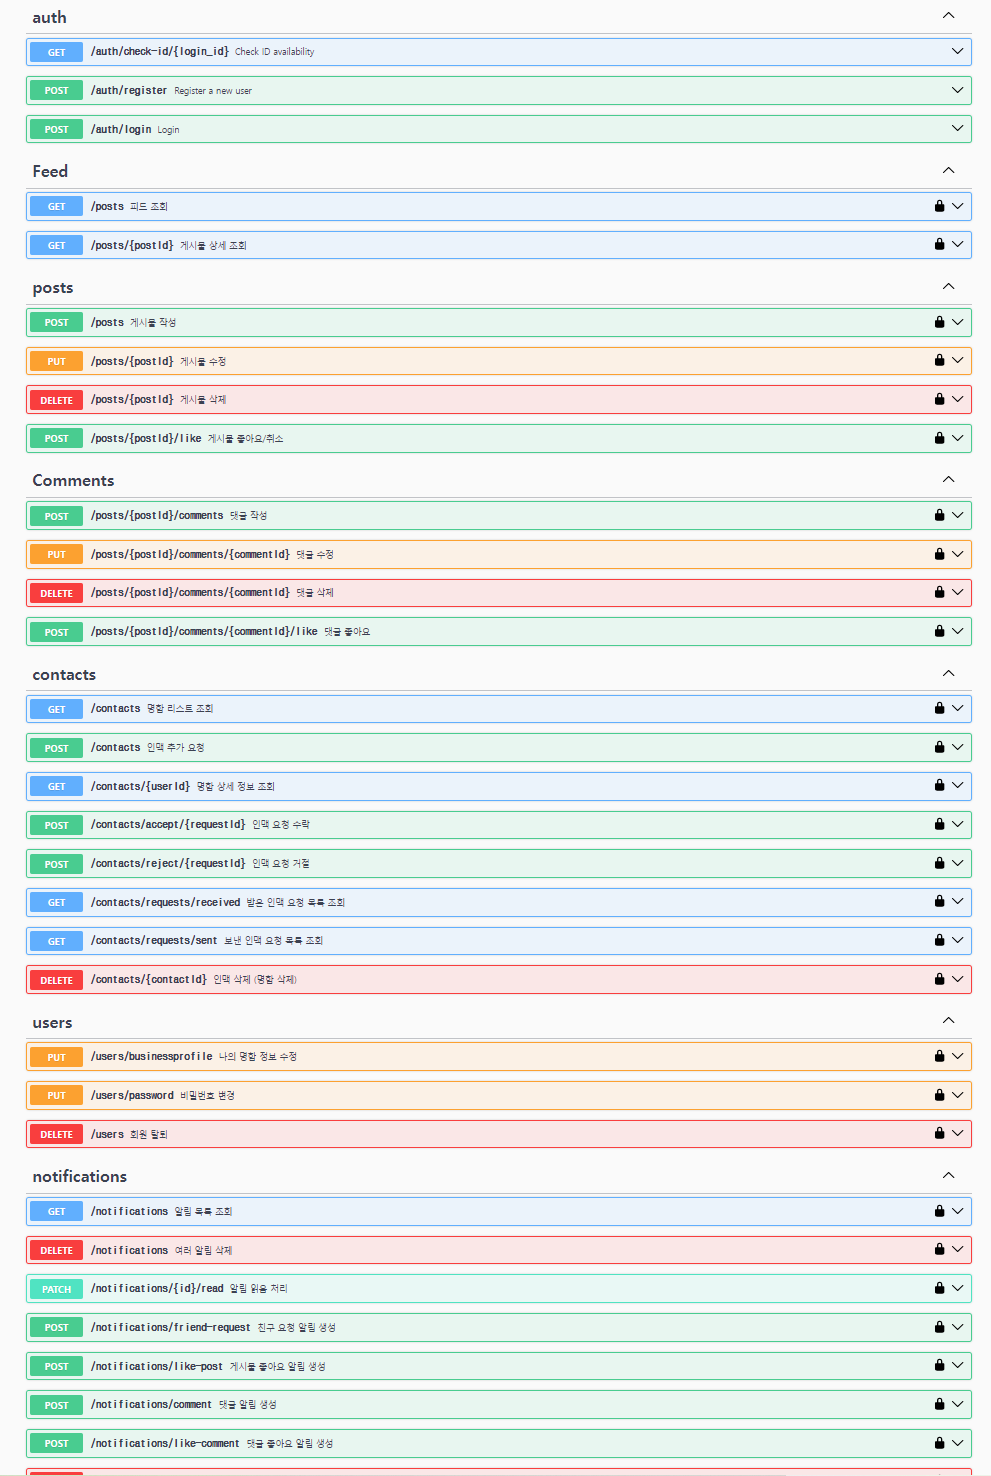 auth
GET /auth/check-id/{login_id} Check ID availability
POST /auth/register Register a new user
POST /auth/login Login
Feed
GET /posts 피드 조회
GET /posts/{postId} 게시물 상세 조회
posts
POST /posts 게시물 작성
PUT /posts/{postId} 게시물 수정
DELETE /posts/{postId} 게시물 삭제
POST /posts/{postId}/like 게시물 좋아요/취소
Comments
POST /posts/{postId}/comments 댓글 작성
PUT /posts/{postId}/comments/{commentId} 댓글 수정
DELETE /posts/{postId}/comments/{commentId} 댓글 삭제
POST /posts/{postId}/comments/{commentId}/like 댓글 좋아요
contacts
GET /contacts 명함 리스트 조회
POST /contacts 인맥 추가 요청
GET /contacts/{userId} 명함 상세 정보 조회
POST /contacts/accept/{requestId} 인맥 요청 수락
POST /contacts/reject/{requestId} 인맥 요청 거절
GET /contacts/requests/received 받은 인맥 요청 목록 조회
GET /contacts/requests/sent 보낸 인맥 요청 목록 조회
DELETE /contacts/{contactId} 인맥 삭제 (명함 삭제)
users
PUT /users/businessprofile 나의 명함 정보 수정
PUT /users/password 비밀번호 변경
DELETE /users 회원 탈퇴
notifications
GET /notifications 알림 목록 조회
DELETE /notifications 여러 알림 삭제
PATCH /notifications/{id}/read 알림 읽음 처리
POST /notifications/friend-request 친구 요청 알림 생성
POST /notifications/like-post 게시물 좋아요 알림 생성
POST /notifications/comment 댓글 알림 생성
POST /notifications/like-comment 댓글 좋아요 알림 생성